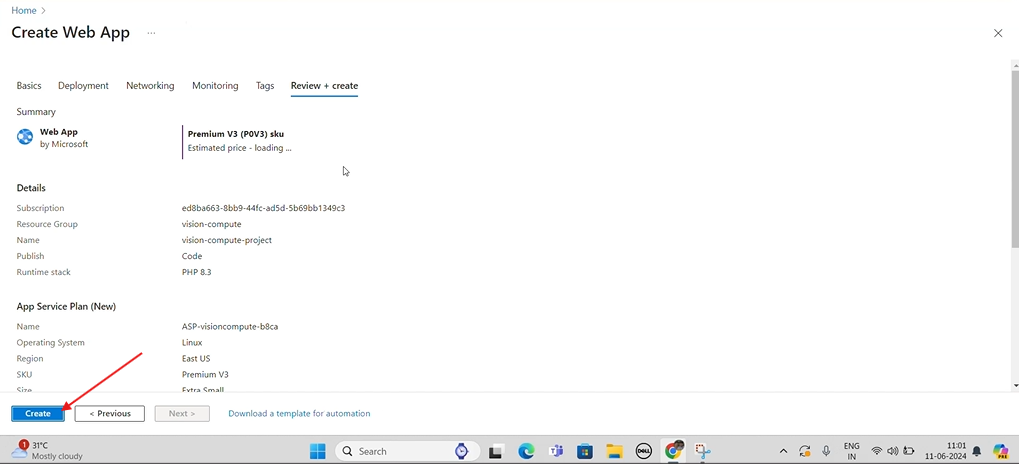 Home >
Create Web App ...
Basics Deployment Networking Monitoring Tags Review + create
Summary
Web App
by Microsoft
Premium V3 (P0V3) sku
Estimated price - loading ...
Details
Subscription ed8ba663-8bb9-44fc-ad5d-5b69bb1349c3
Resource Group vision-compute
Name vision-compute-project
Publish Code
Runtime stack PHP 8.3
App Service Plan (New)
Name ASP-visioncompute-b8ca
Operating System Linux
Region East US
SKU Premium V3
Size Extra Small
Create < Previous Next > Download a template for automation
1
31°C
Mostly cloudy
Search
DELL
ENG
IN
11:01
11-06-2024
PRE